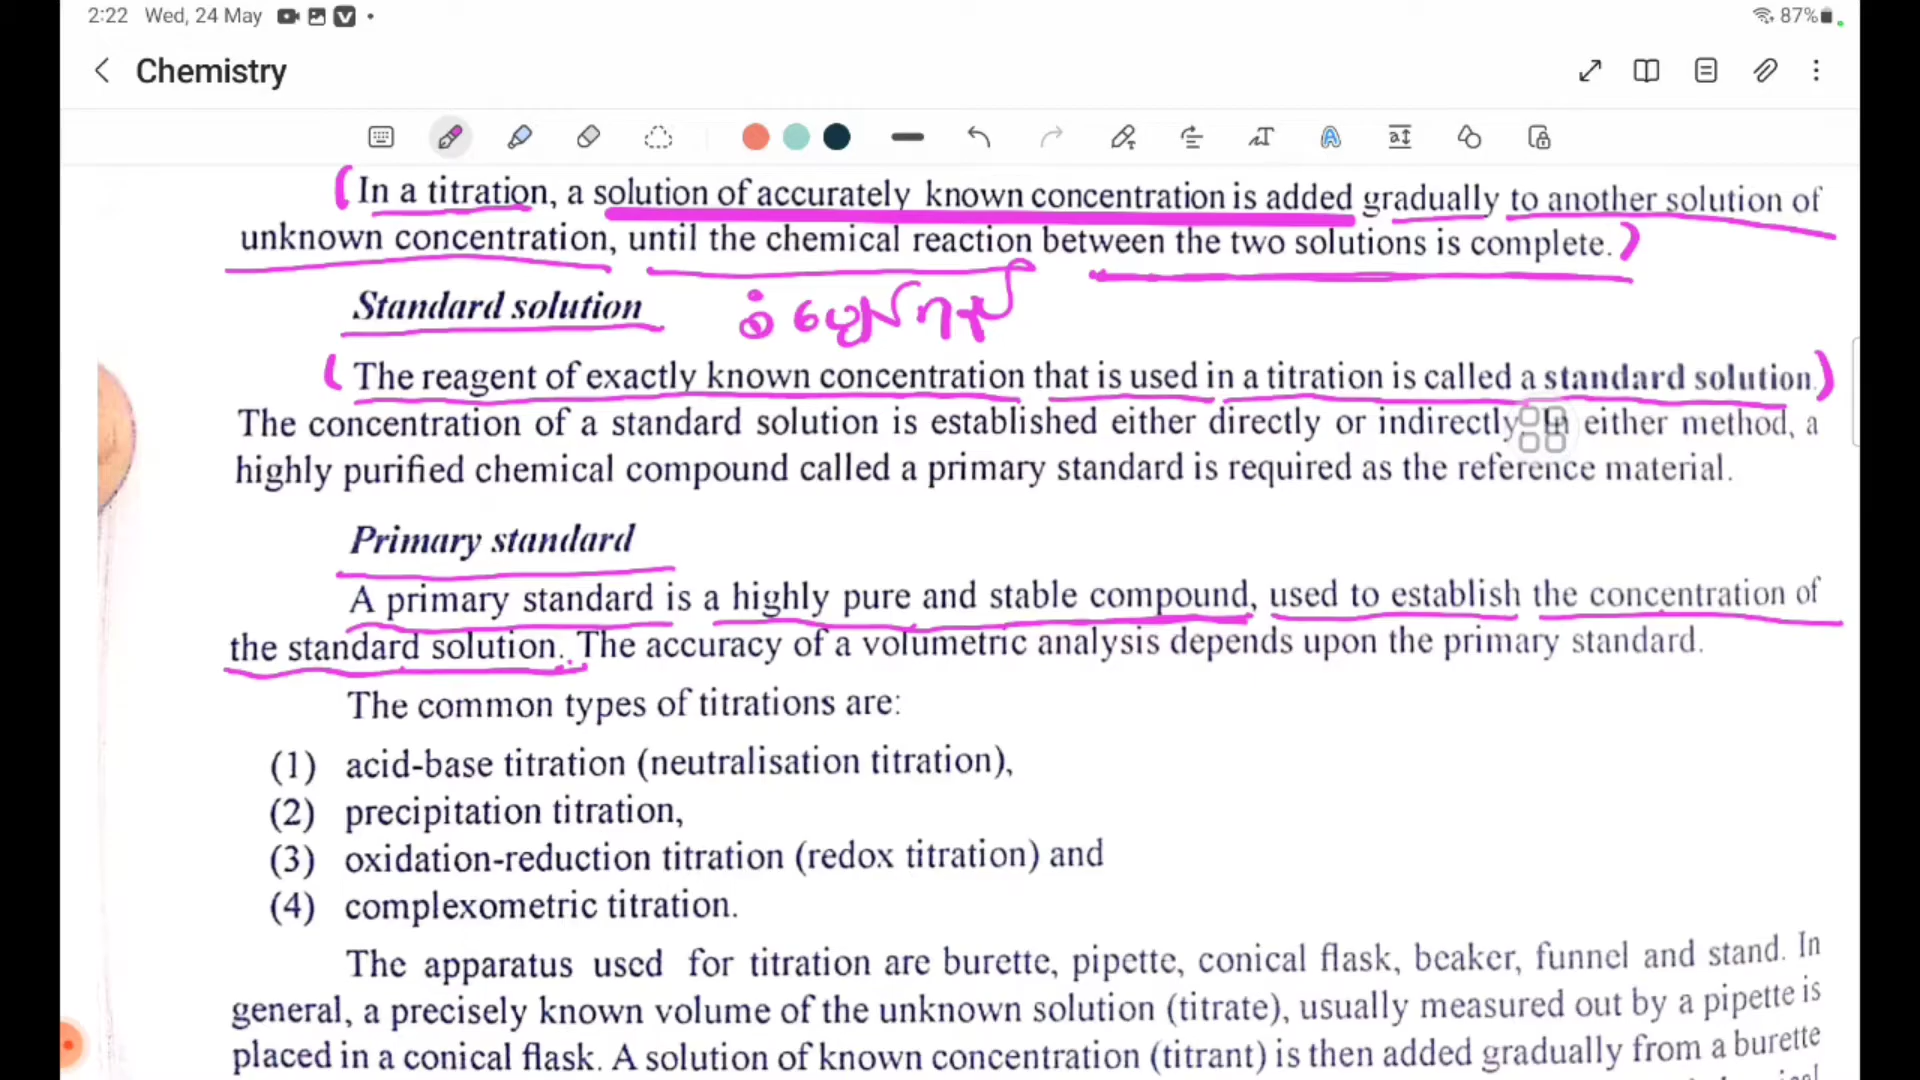 2:22 Wed, 24 May
87%
Chemistry
In a titration, a solution of accurately known concentration is added gradually to another solution of
unknown concentration, until the chemical reaction between the two solutions is complete.
Standard solution
The reagent of exactly known concentration that is used in a titration is called a standard solution.
The concentration of a standard solution is established either directly or indirectly. In either method, a
highly purified chemical compound called a primary standard is required as the reference material.
Primary standard
A primary standard is a highly pure and stable compound, used to establish the concentration of
the standard solution. The accuracy of a volumetric analysis depends upon the primary standard.
The common types of titrations are:
(1) acid-base titration (neutralisation titration),
(2) precipitation titration,
(3) oxidation-reduction titration (redox titration) and
(4) complexometric titration.
The apparatus used for titration are burette, pipette, conical flask, beaker, funnel and stand. In
general, a precisely known volume of the unknown solution (titrate), usually measured out by a pipette is
placed in a conical flask. A solution of known concentration (titrant) is then added gradually from a burette